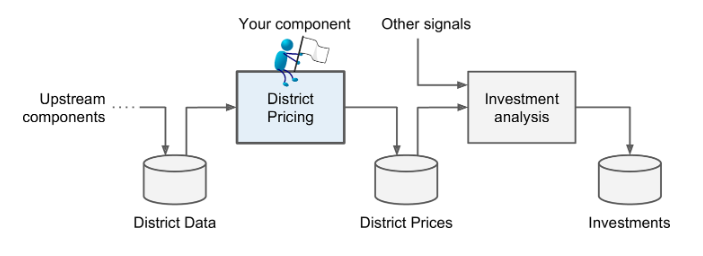 Your component
Other signals
Upstream
components
District
Pricing
Investment
analysis
District Data
District Prices
Investments